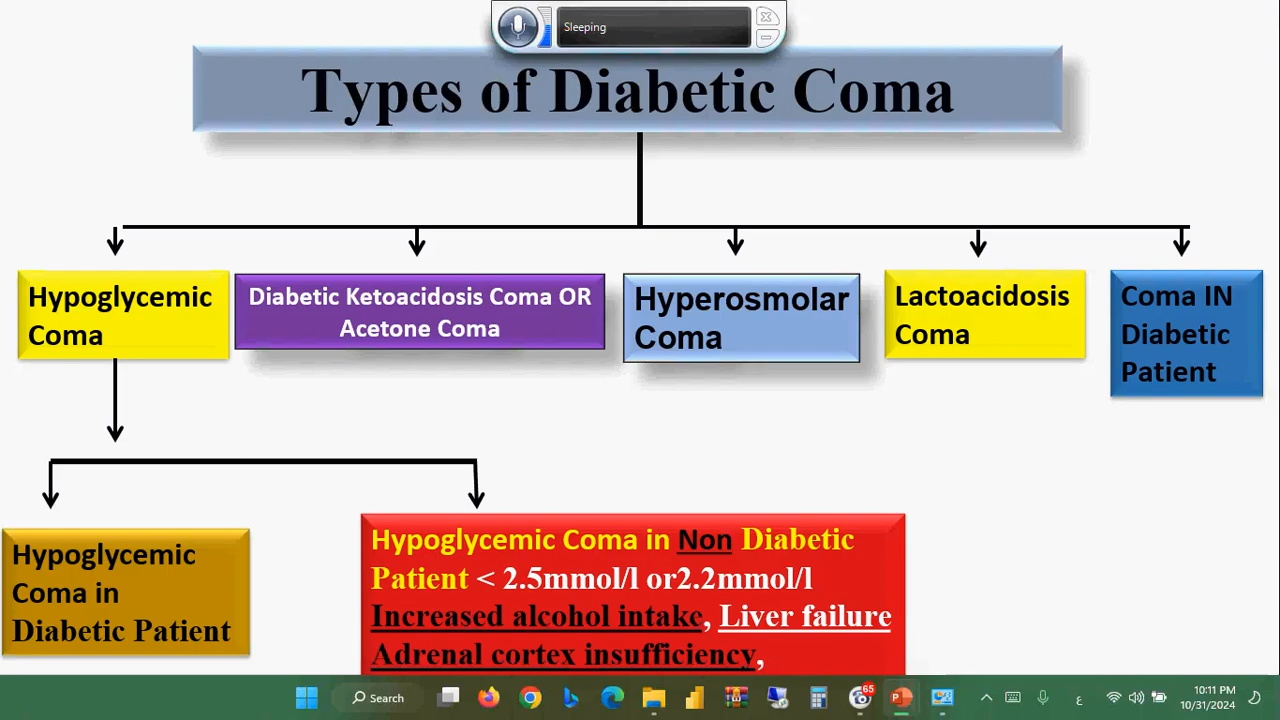 Sleeping
Types of Diabetic Coma
Hypoglycemic
Coma
Diabetic Ketoacidosis Coma OR
Acetone Coma
Hyperosmolar
Coma
Lactoacidosis
Coma
Coma IN
Diabetic
Patient
Hypoglycemic
Coma in
Diabetic Patient
Hypoglycemic Coma in Non Diabetic
Patient < 2.5mmol/l or2.2mmol/l
Increased alcohol intake, Liver failure
Adrenal cortex insufficiency,
Search
65
ع
10:11 PM
10/31/2024